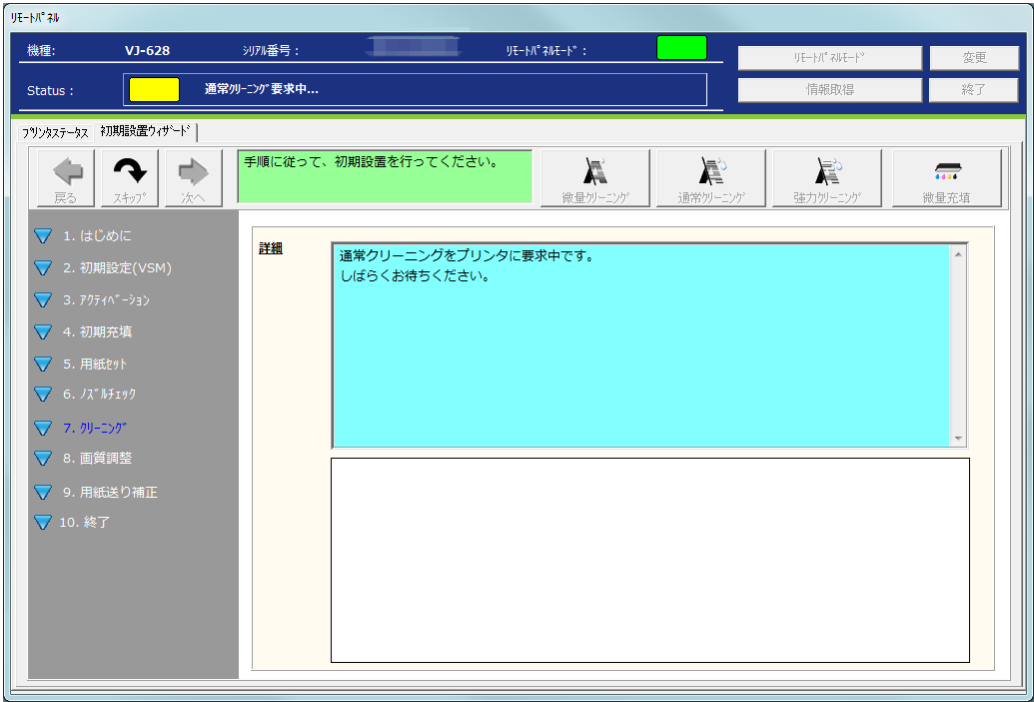 ﾘﾓｰﾄﾊﾟﾈﾙ
機種: VJ-628 ｼﾘｱﾙ番号： ﾘﾓｰﾄﾊﾟﾈﾙﾓｰﾄﾞ： ﾘﾓｰﾄﾊﾟﾈﾙﾓｰﾄﾞ 変更
Status： 通常ｸﾘｰﾆﾝｸﾞ要求中... 情報取得 終了
ﾌﾟﾘﾝﾀｽﾃｰﾀｽ 初期設置ｳｨｻﾞｰﾄﾞ
手順に従って、初期設置を行ってください。
戻る ｽｷｯﾌﾟ 次へ 微量ｸﾘｰﾆﾝｸﾞ 通常ｸﾘｰﾆﾝｸﾞ 強力ｸﾘｰﾆﾝｸﾞ 微量充填
1. はじめに
2. 初期設定(VSM)
3. ｱｸﾃｨﾍﾞｰｼｮﾝ
4. 初期充填
5. 用紙ｾｯﾄ
6. ﾉｽﾞﾙﾁｪｯｸ
7. ｸﾘｰﾆﾝｸﾞ
8. 画質調整
9. 用紙送り補正
10. 終了
詳細
通常クリーニングをプリンタに要求中です。
しばらくお待ちください。